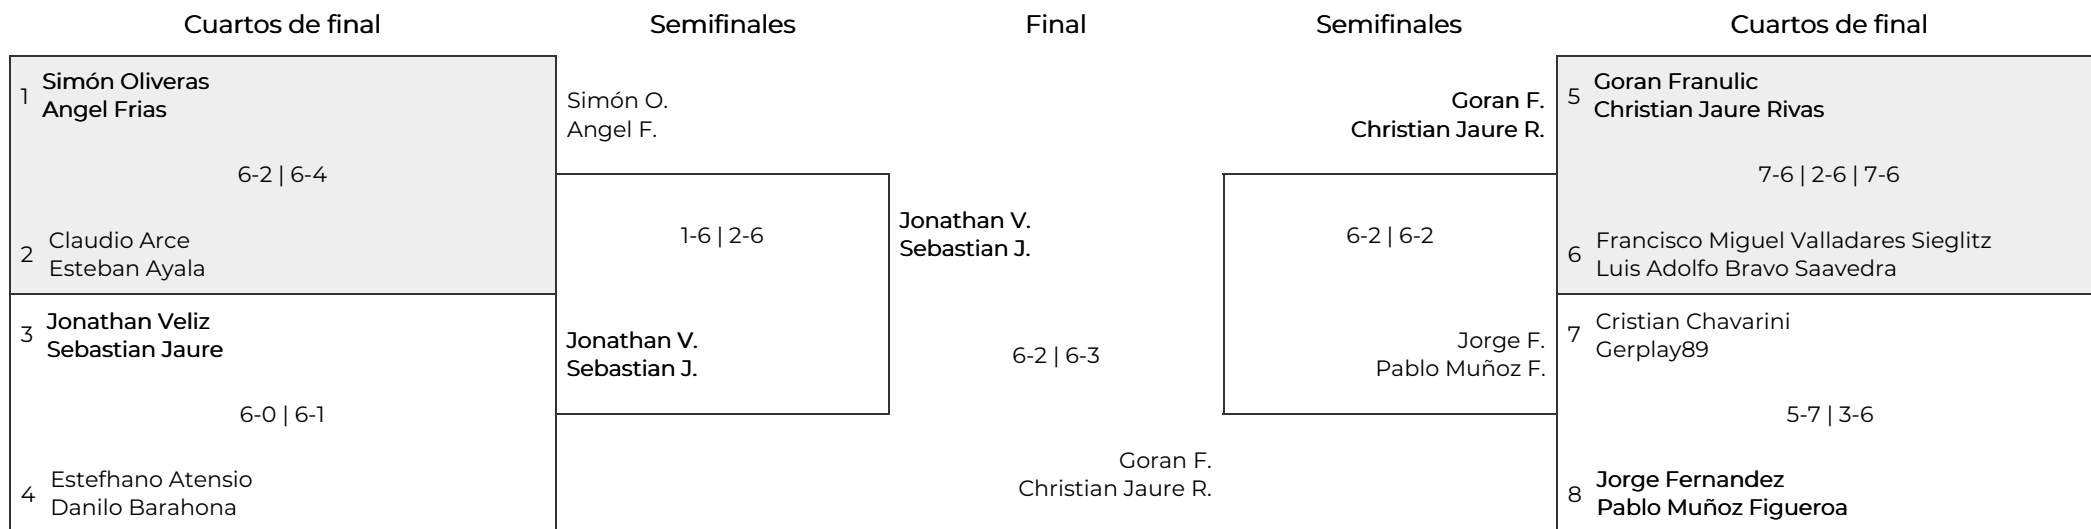 Cuartos de final
Semifinales
Final
Semifinales
Cuartos de final
1
Simón Oliveras
Angel Frias
6-2 | 6-4
2
Claudio Arce
Esteban Ayala
3
Jonathan Veliz
Sebastian Jaure
6-0 | 6-1
4
Estefhano Atensio
Danilo Barahona
Simón O.
Angel F.
1-6 | 2-6
Jonathan V.
Sebastian J.
Jonathan V.
Sebastian J.
6-2 | 6-3
Goran F.
Christian Jaure R.
Goran F.
Christian Jaure R.
6-2 | 6-2
Jorge F.
Pablo Muñoz F.
5
Goran Franulic
Christian Jaure Rivas
7-6 | 2-6 | 7-6
6
Francisco Miguel Valladares Sieglitz
Luis Adolfo Bravo Saavedra
7
Cristian Chavarini
Gerplay89
5-7 | 3-6
8
Jorge Fernandez
Pablo Muñoz Figueroa